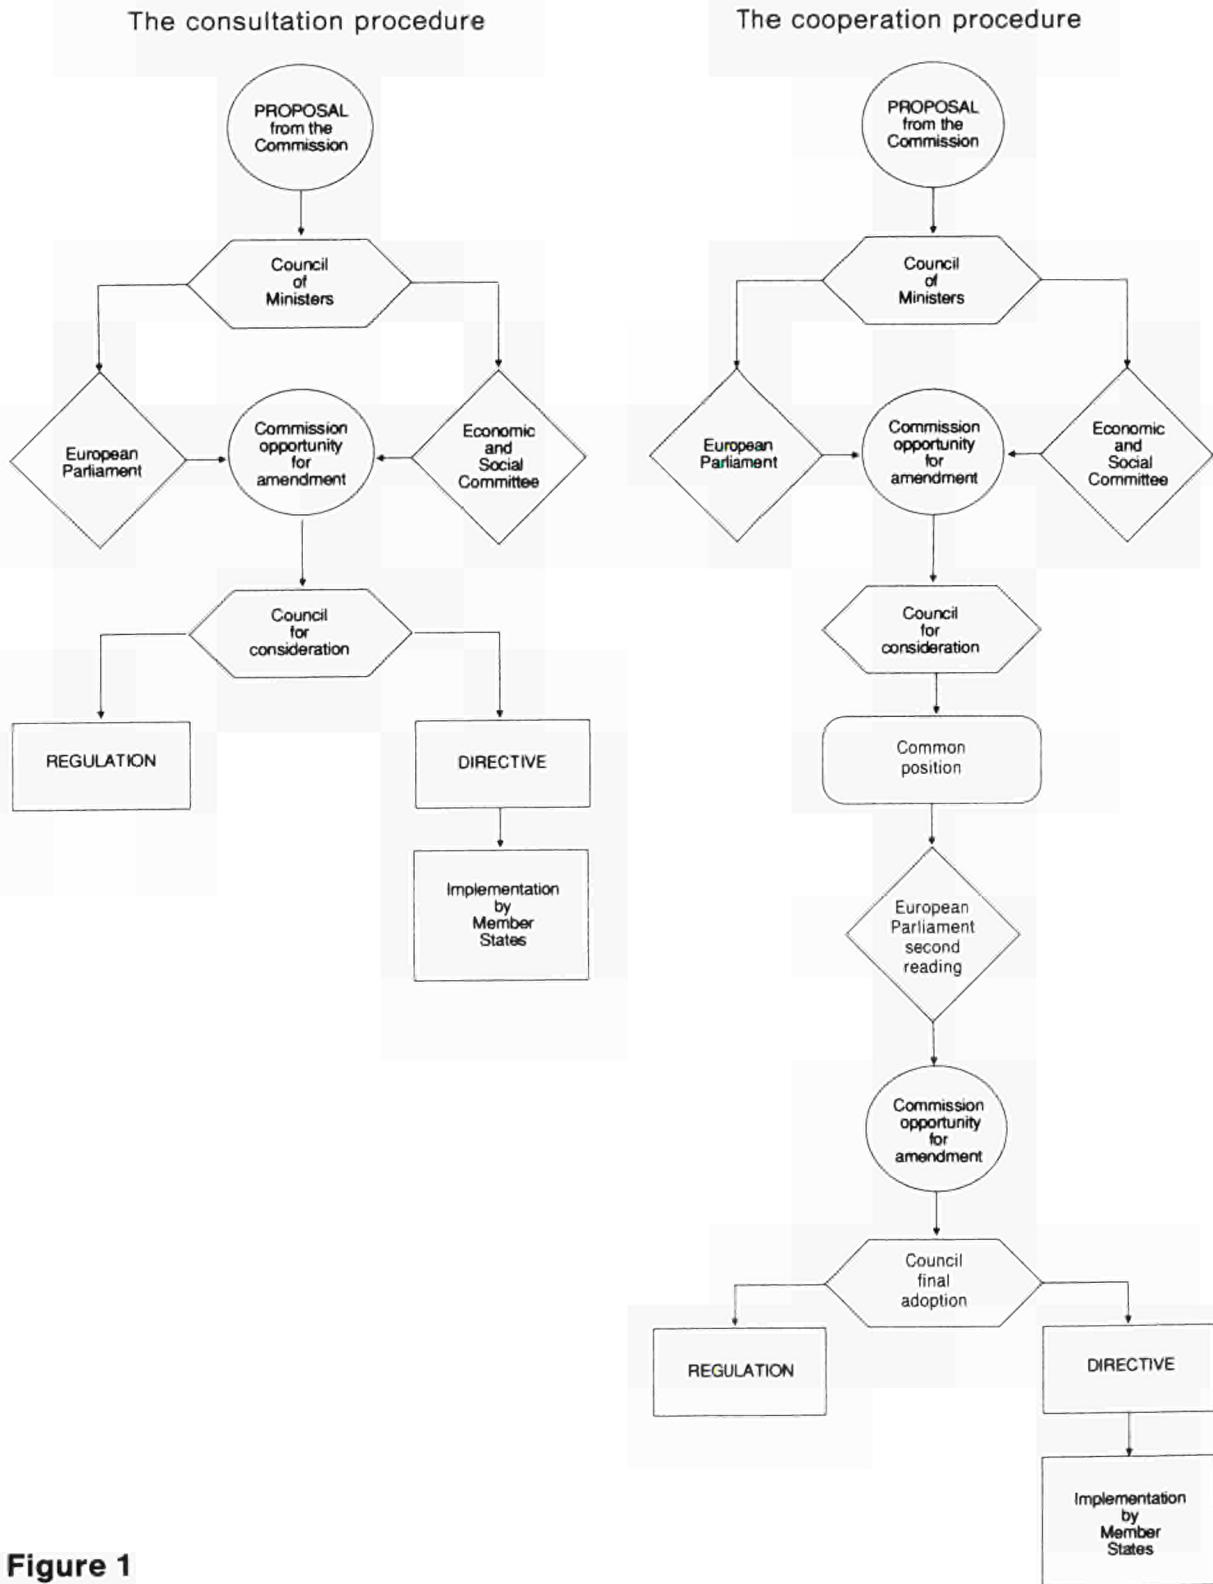 The consultation procedure
PROPOSAL
from the
Commission
Council
of
Ministers
European
Parliament
Commission
opportunity
for
amendment
Economic
and
Social
Committee
Council
for
consideration
REGULATION
DIRECTIVE
Implementation
by
Member
States
The cooperation procedure
PROPOSAL
from the
Commission
Council
of
Ministers
European
Parliament
Commission
opportunity
for
amendment
Economic
and
Social
Committee
Council
for
consideration
Common
position
European
Parliament
second
reading
Commission
opportunity
for
amendment
Council
final
adoption
REGULATION
DIRECTIVE
Implementation
by
Member
States
Figure 1